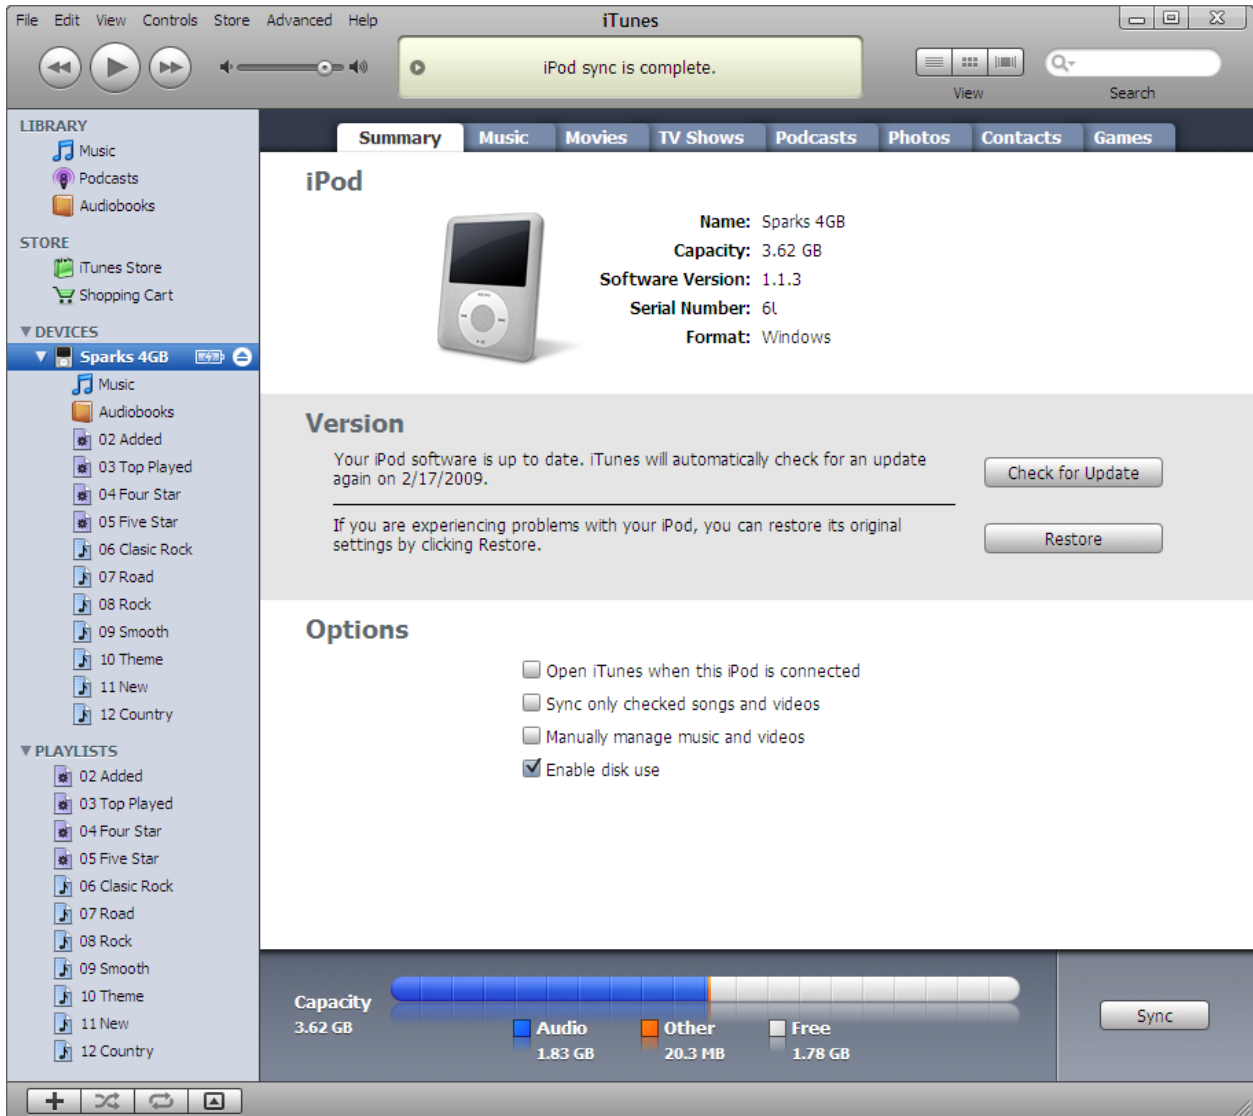 File Edit View Controls Store Advanced Help
iTunes
iPod sync is complete.
View
Search
LIBRARY
Music
Podcasts
Audiobooks
STORE
iTunes Store
Shopping Cart
DEVICES
Sparks 4GB
Music
Audiobooks
02 Added
03 Top Played
04 Four Star
05 Five Star
06 Clasic Rock
07 Road
08 Rock
09 Smooth
10 Theme
11 New
12 Country
PLAYLISTS
02 Added
03 Top Played
04 Four Star
05 Five Star
06 Clasic Rock
07 Road
08 Rock
09 Smooth
10 Theme
11 New
12 Country
Summary Music Movies TV Shows Podcasts Photos Contacts Games
iPod
Name: Sparks 4GB
Capacity: 3.62 GB
Software Version: 1.1.3
Serial Number:
Format: Windows
Version
Your iPod software is up to date. iTunes will automatically check for an update
again on 2/17/2009.
Check for Update
If you are experiencing problems with your iPod, you can restore its original
settings by clicking Restore.
Restore
Options
Open iTunes when this iPod is connected
Sync only checked songs and videos
Manually manage music and videos
Enable disk use
Capacity
3.62 GB
Audio
1.83 GB
Other
20.3 MB
Free
1.78 GB
Sync